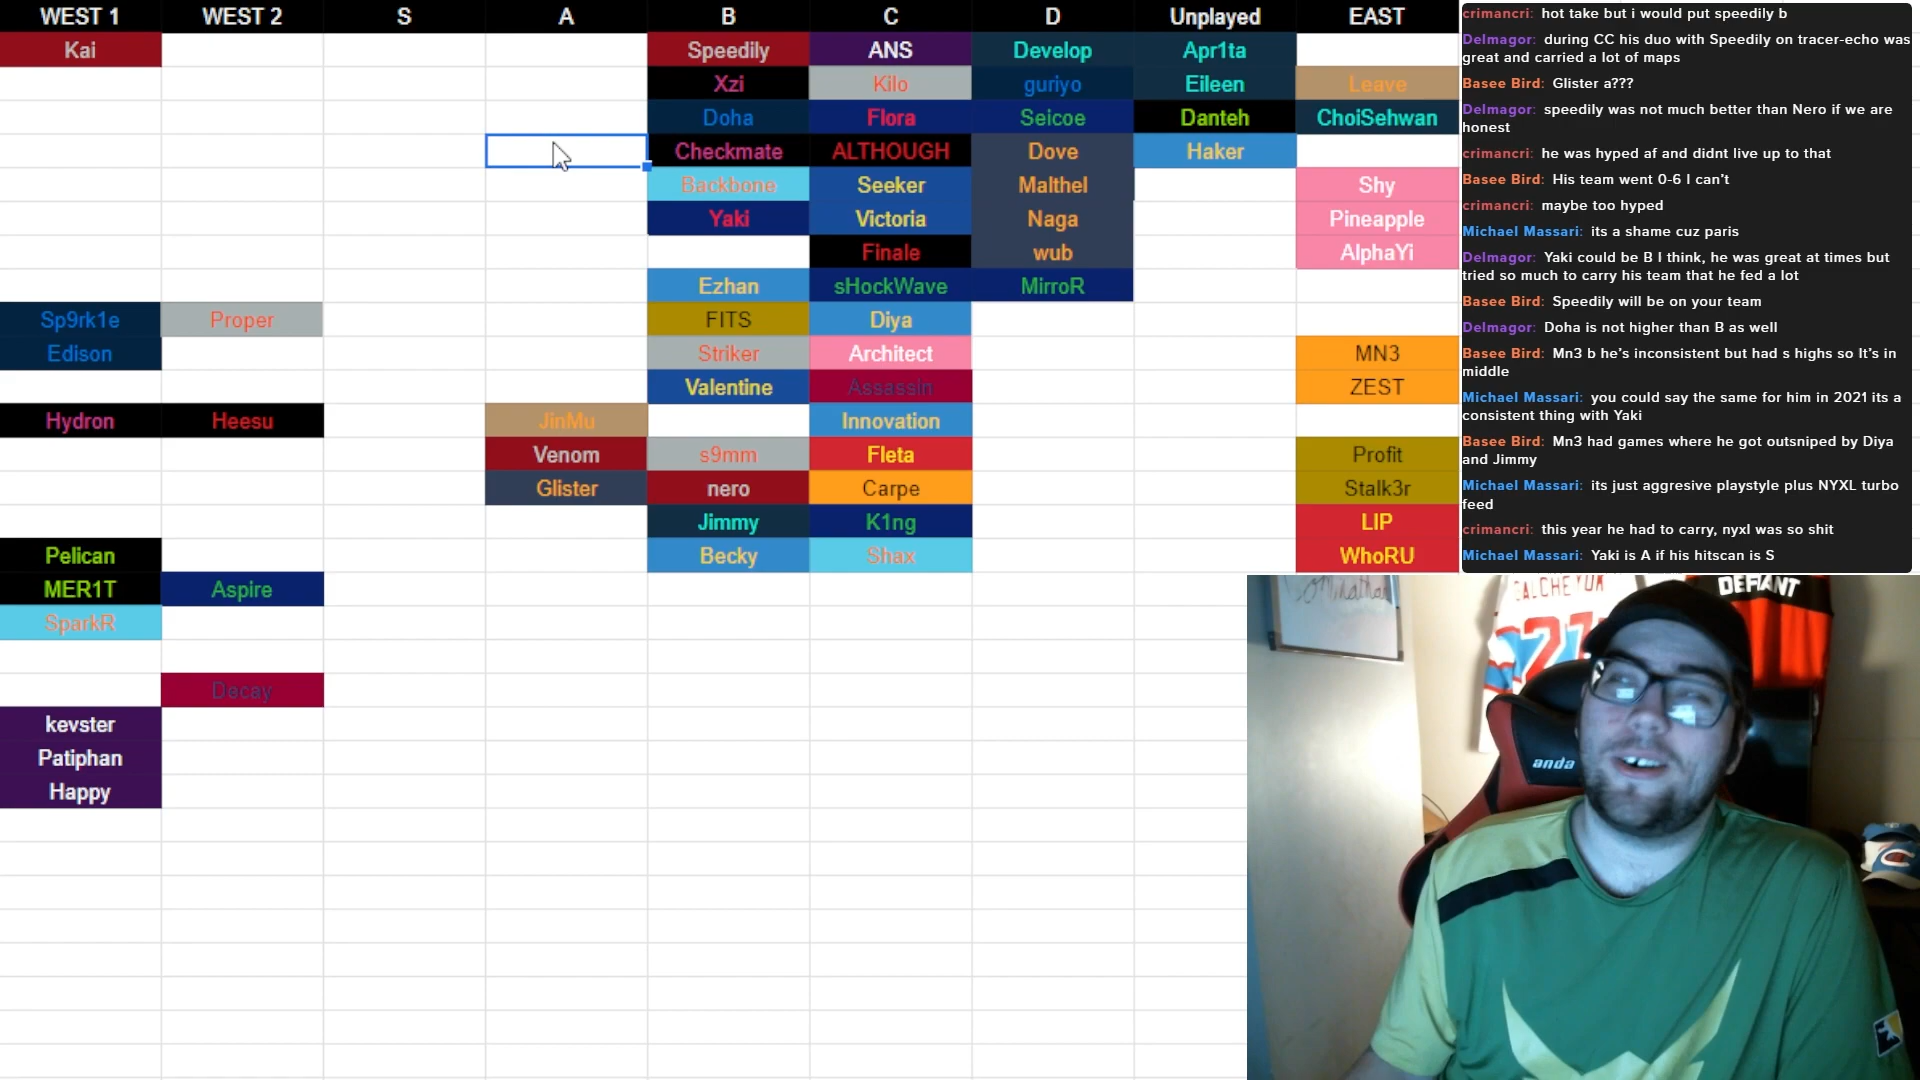 WEST 1 WEST 2 S A B C D Unplayed EAST
Kai Speedily ANS Develop Apr1ta
Xzi Kilo guriyo Eileen Leave
Doha Flora Seicoe Danteh ChoiSehwan
Checkmate ALTHOUGH Dove Haker
Backbone Seeker Malthel Shy
Yaki Victoria Naga Pineapple
Finale wub AlphaYi
Ezhan sHockWave MirroR
Sp9rk1e Proper FITS Diya
Edison Striker Architect MN3
Valentine Assassin ZEST
Hydron Heesu JinMu Innovation
Venom s9mm Fleta Profit
Glister nero Carpe Stalk3r
Jimmy K1ng LIP
Pelican Becky Shax WhoRU
MER1T Aspire
SparkR
Decay
kevster
Patiphan
Happy
crimancri: hot take but i would put speedily b
Delmagor: during CC his duo with Speedily on tracer-echo was
great and carried a lot of maps
Basee Bird: Glister a???
Delmagor: speedily was not much better than Nero if we are
honest
crimancri: he was hyped af and didnt live up to that
Basee Bird: His team went 0-6 I can't
crimancri: maybe too hyped
Michael Massari: its a shame cuz paris
Delmagor: Yaki could be B I think, he was great at times but
tried so much to carry his team that he fed a lot
Basee Bird: Speedily will be on your team
Delmagor: Doha is not higher than B as well
Basee Bird: Mn3 b he's inconsistent but had s highs so It's in
middle
Michael Massari: you could say the same for him in 2021 its a
consistent thing with Yaki
Basee Bird: Mn3 had games where he got outsniped by Diya
and Jimmy
Michael Massari: its just aggresive playstyle plus NYXL turbo
feed
crimancri: this year he had to carry, nyxl was so shit
Michael Massari: Yaki is A if his hitscan is S
DEFIANT
27
anda